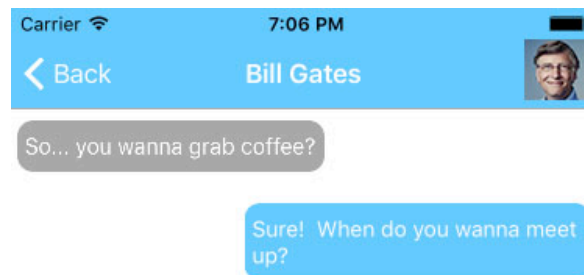 Carrier 7:06 PM
Back Bill Gates
So... you wanna grab coffee?
Sure!  When do you wanna meet
up?